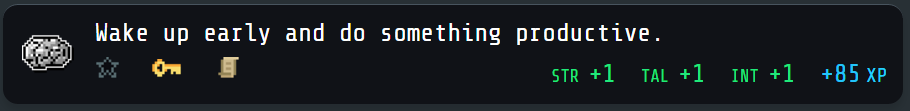 Wake up early and do something productive.
STR +1 TAL +1 INT +1 +85 XP